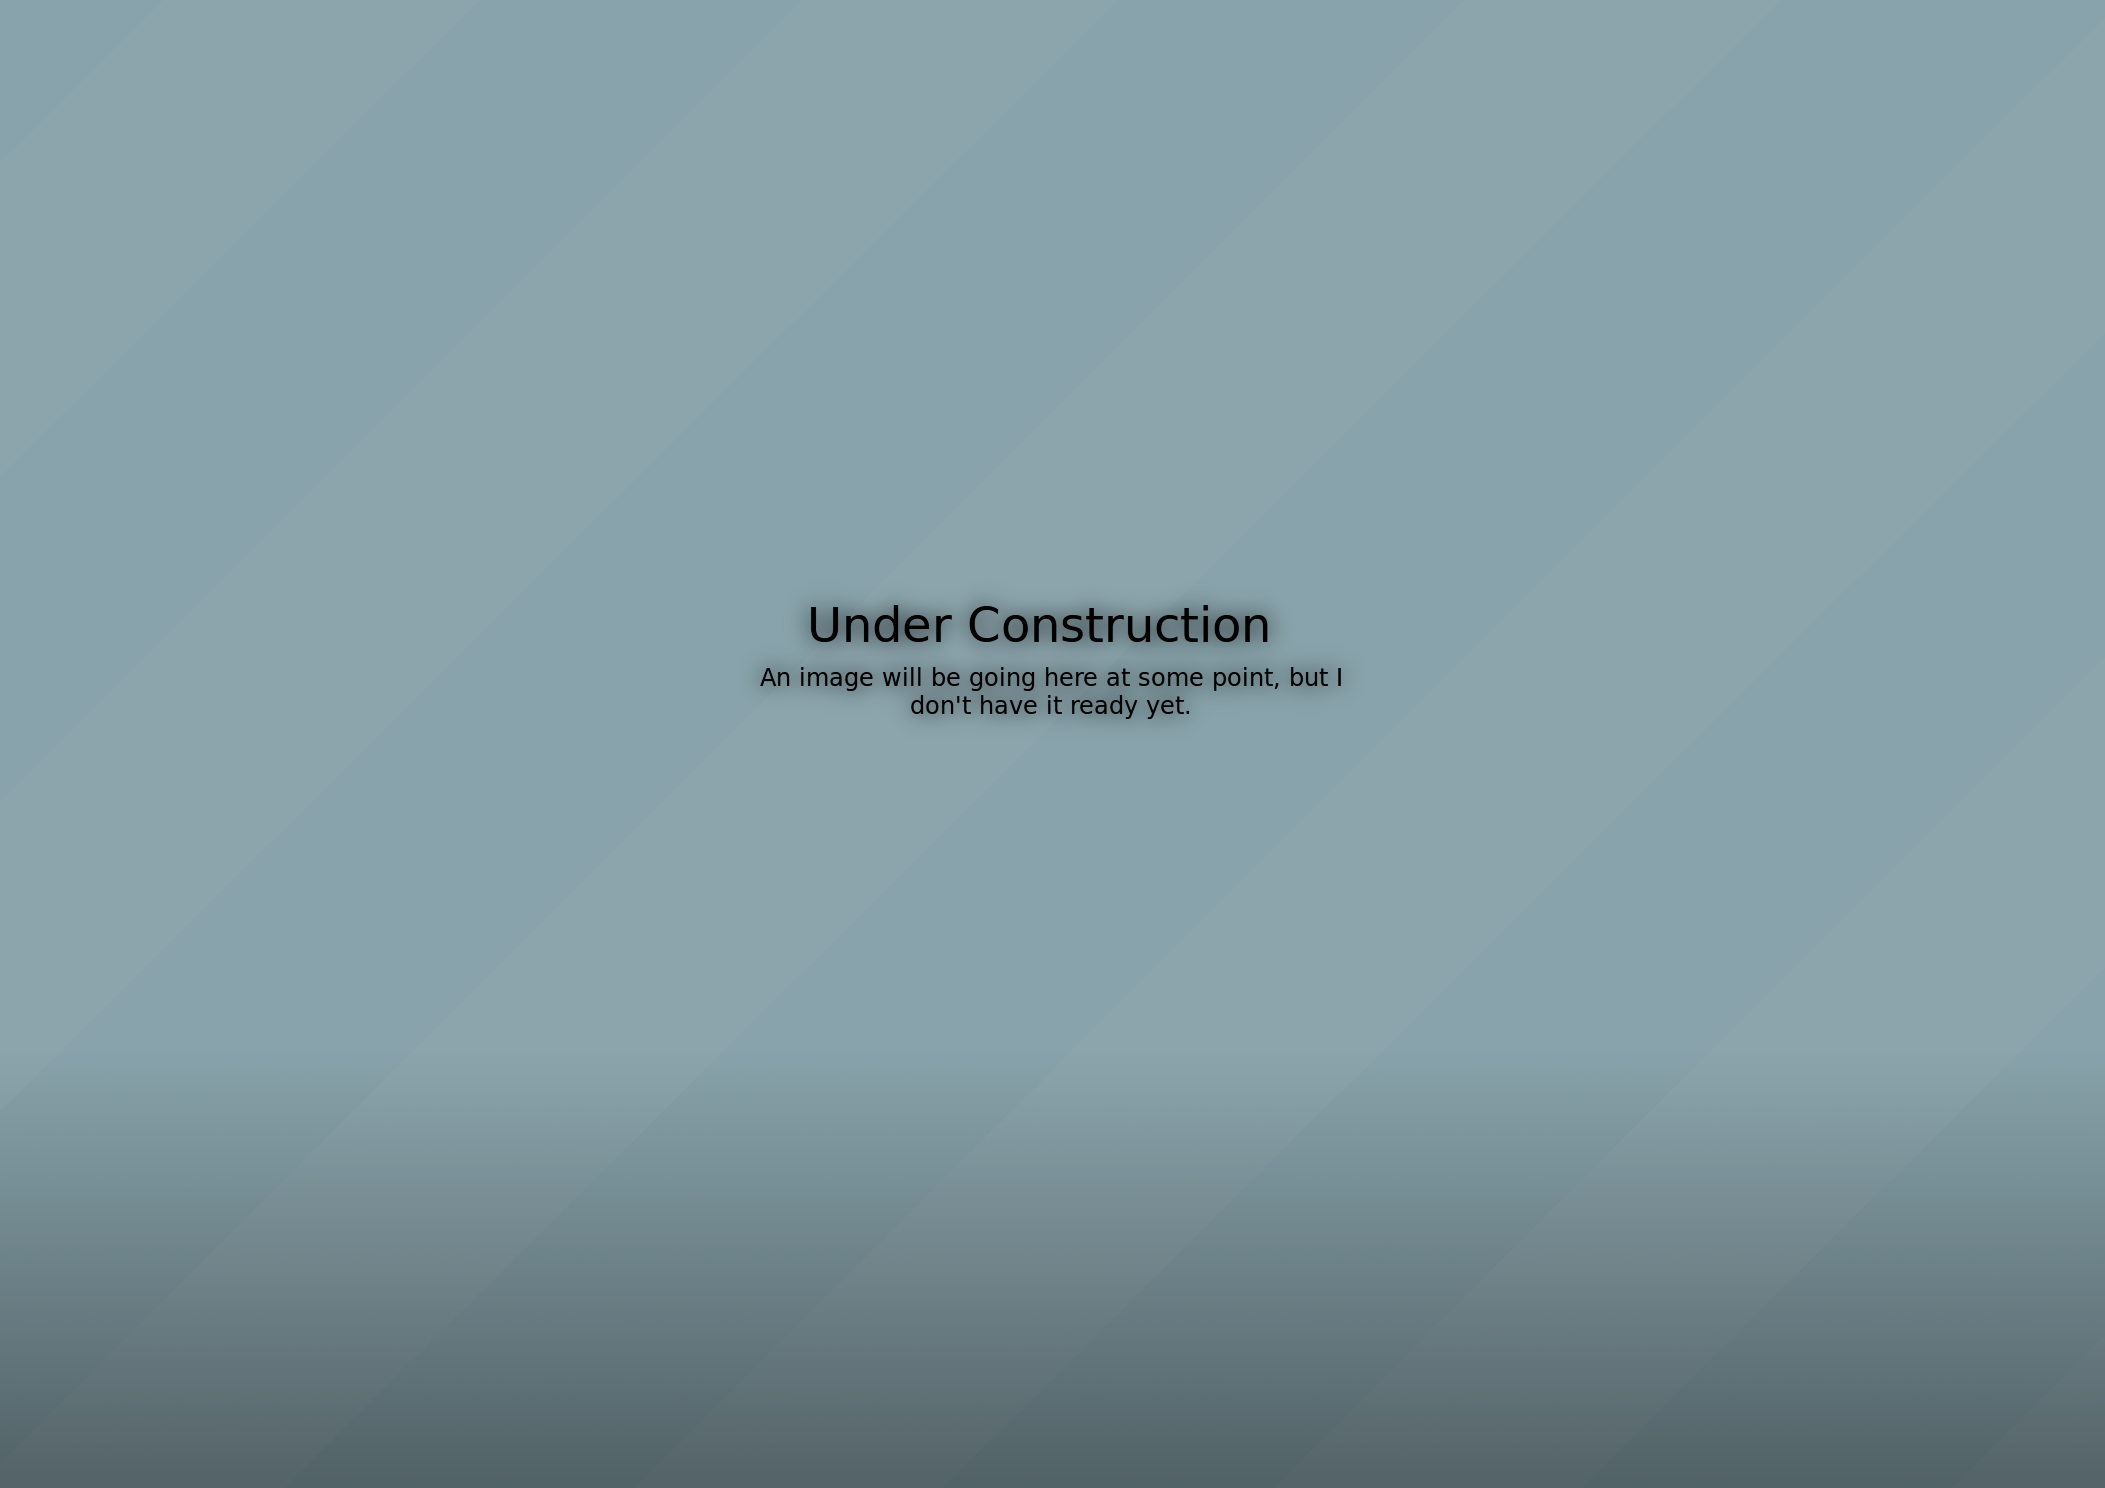 Under Construction
An image will be going here at some point, but I
don't have it ready yet.